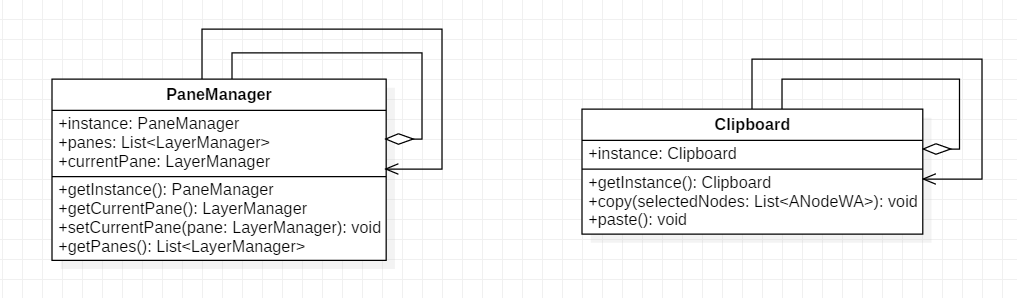 PaneManager
+instance: PaneManager
+panes: List<LayerManager>
+currentPane: LayerManager
+getInstance(): PaneManager
+getCurrentPane(): LayerManager
+setCurrentPane(pane: LayerManager): void
+getPanes(): List<LayerManager>
Clipboard
+instance: Clipboard
+getInstance(): Clipboard
+copy(selectedNodes: List<ANodeWA>): void
+paste(): void